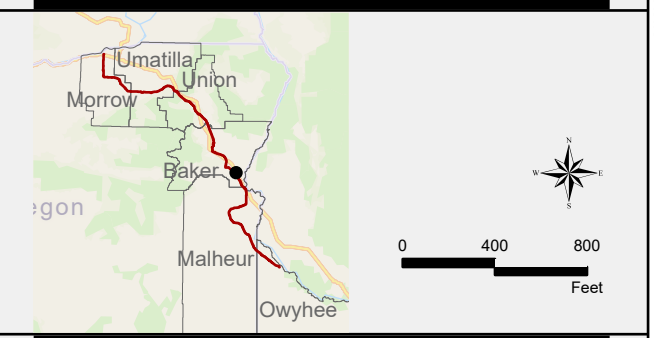 Umatilla
Union
Morrow
Baker
egon
Malheur
Owyhee
N
W E
S
0 400 800
Feet